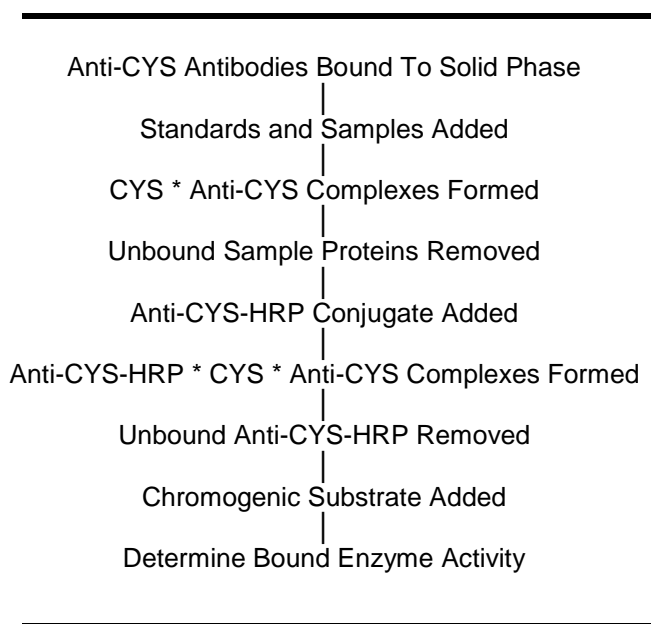 Anti-CYS Antibodies Bound To Solid Phase
Standards and Samples Added
CYS * Anti-CYS Complexes Formed
Unbound Sample Proteins Removed
Anti-CYS-HRP Conjugate Added
Anti-CYS-HRP * CYS * Anti-CYS Complexes Formed
Unbound Anti-CYS-HRP Removed
Chromogenic Substrate Added
Determine Bound Enzyme Activity